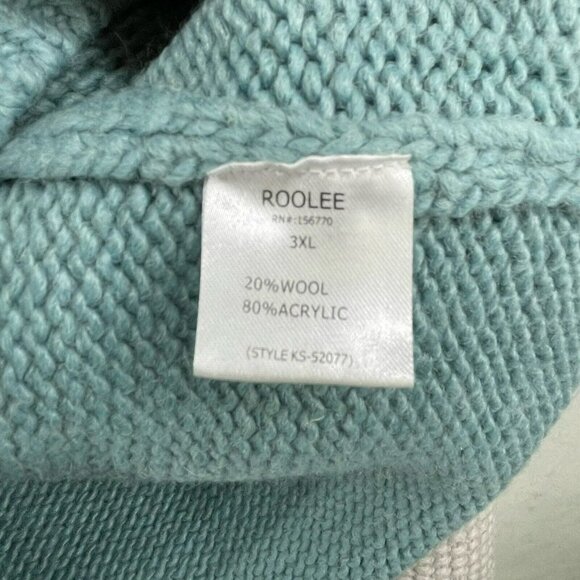 ROOLEE
RN#:156770
3XL
20%WOOL
80%ACRYLIC
(STYLE KS-52077)